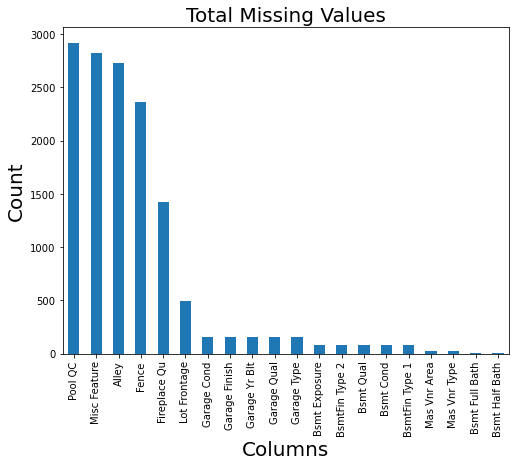 Total Missing Values
3000
2500
2000
1500
1000
500
0
Count
Pool QC
Misc Feature
Alley
Fence
Fireplace Qu
Lot Frontage
Garage Cond
Garage Finish
Garage Yr Blt
Garage Qual
Garage Type
Bsmt Exposure
BsmtFin Type 2
Bsmt Qual
Bsmt Cond
BsmtFin Type 1
Mas Vnr Area
Mas Vnr Type
Bsmt Full Bath
Bsmt Half Bath
Columns